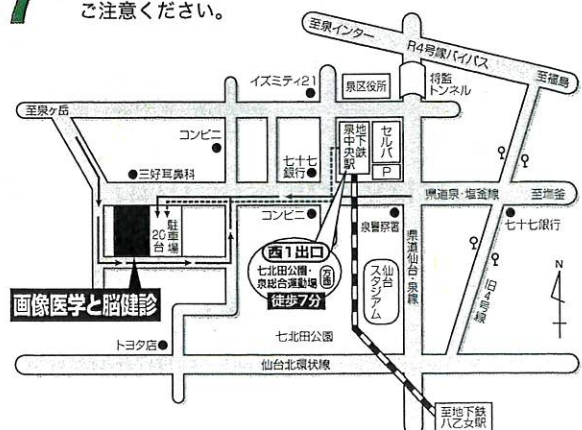 7
ご注意ください。
至泉インター
R4号線バイパス
至福島
イズミティ21
泉区役所
将監
トンネル
至泉ヶ岳
コンビニ
七十七
銀行
地下鉄
泉中央駅
セルバ
P
三好耳鼻科
県道泉・塩釜線
至塩釜
駐車場
20台
コンビニ
泉警察署
七十七銀行
西1出口
七北田公園・
泉総合運動場
方面
徒歩7分
仙台
スタジアム
県道仙台・泉線
旧4号線
N
画像医学と脳健診
トヨタ店
七北田公園
仙台北環状線
至地下鉄
八乙女駅